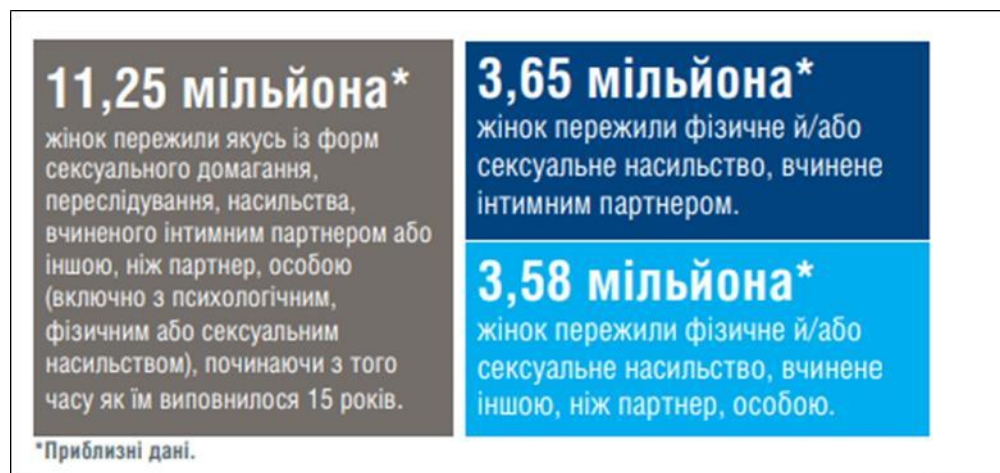 11,25 мільйона*
жінок пережили якусь із форм
сексуального домагання,
переслідування, насильства,
вчиненого інтимним партнером або
іншою, ніж партнер, особою
(включно з психологічним,
фізичним або сексуальним
насильством), починаючи з того
часу як їм виповнилося 15 років.
3,65 мільйона*
жінок пережили фізичне й/або
сексуальне насильство, вчинене
інтимним партнером.
3,58 мільйона*
жінок пережили фізичне й/або
сексуальне насильство, вчинене
іншою, ніж партнер, особою.
*Приблизні дані.